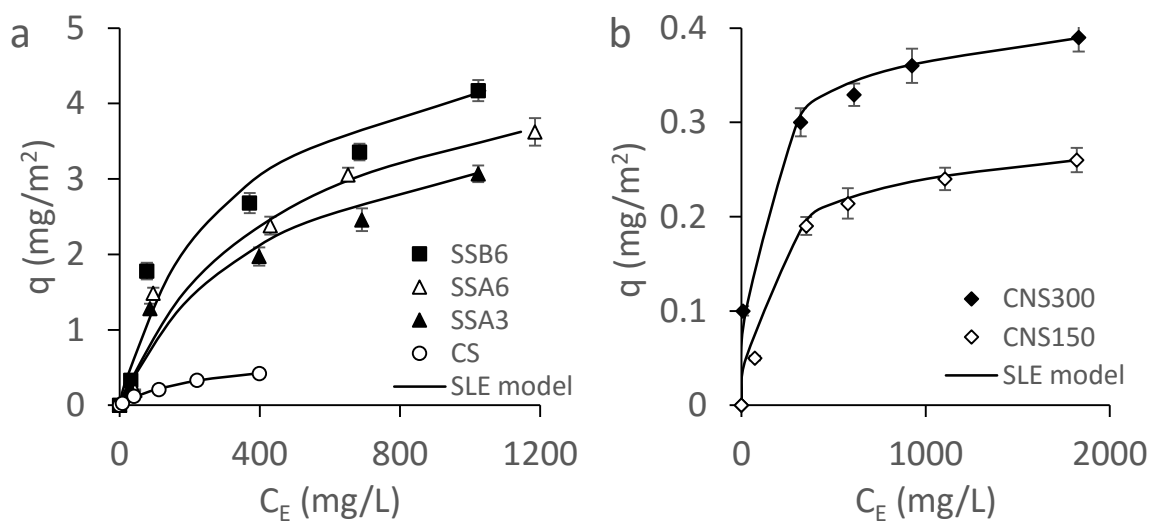 a
q (mg/m²)
5
4
3
2
1
0
0
400
800
1200
C_E (mg/L)
SSB6
SSA6
SSA3
CS
SLE model
b
q (mg/m²)
0.4
0.3
0.2
0.1
0
0
1000
2000
C_E (mg/L)
CNS300
CNS150
SLE model